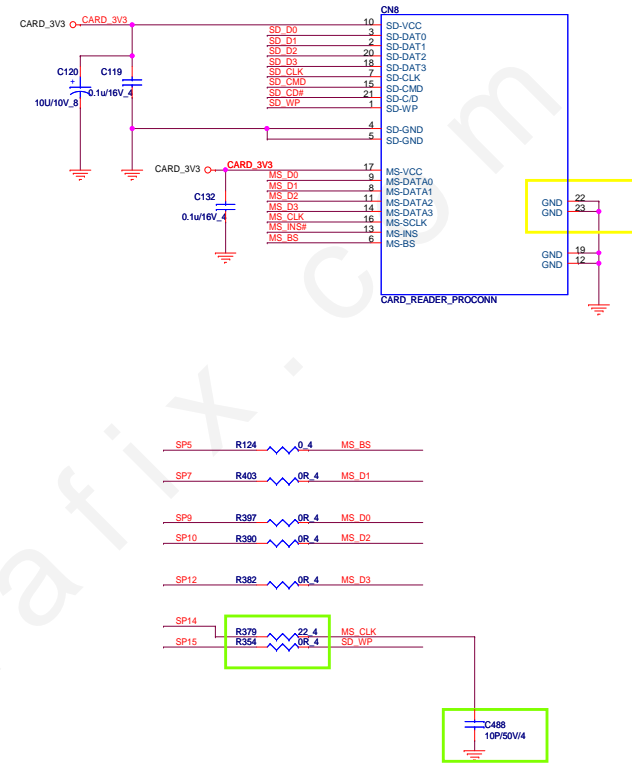 CN8
CARD_3V3 CARD_3V3 10 SD-VCC
SD_D0 3 SD-DAT0
SD_D1 2 SD-DAT1
SD_D2 20 SD-DAT2
SD_D3 18 SD-DAT3
SD_CLK 7 SD-CLK
SD_CMD 15 SD-CMD
SD_CD# 21 SD-C/D
SD_WP 1 SD-WP
C120 C119
+
10U/10V_8 0.1u/16V_4
4 SD-GND
5 SD-GND
CARD_3V3 CARD_3V3 17 MS-VCC
MS_D0 9 MS-DATA0
MS_D1 8 MS-DATA1
MS_D2 11 MS-DATA2
MS_D3 14 MS-DATA3
MS_CLK 16 MS-SCLK
MS_INS# 13 MS-INS
MS_BS 6 MS-BS
C132
0.1u/16V_4
GND 22
GND 23
GND 19
GND 12
CARD_READER_PROCONN
SP5 R124 0_4 MS_BS
SP7 R403 0R_4 MS_D1
SP9 R397 0R_4 MS_D0
SP10 R390 0R_4 MS_D2
SP12 R382 0R_4 MS_D3
SP14 R379 22_4 MS_CLK
SP15 R354 0R_4 SD_WP
C488
10P/50V/4
afix.com